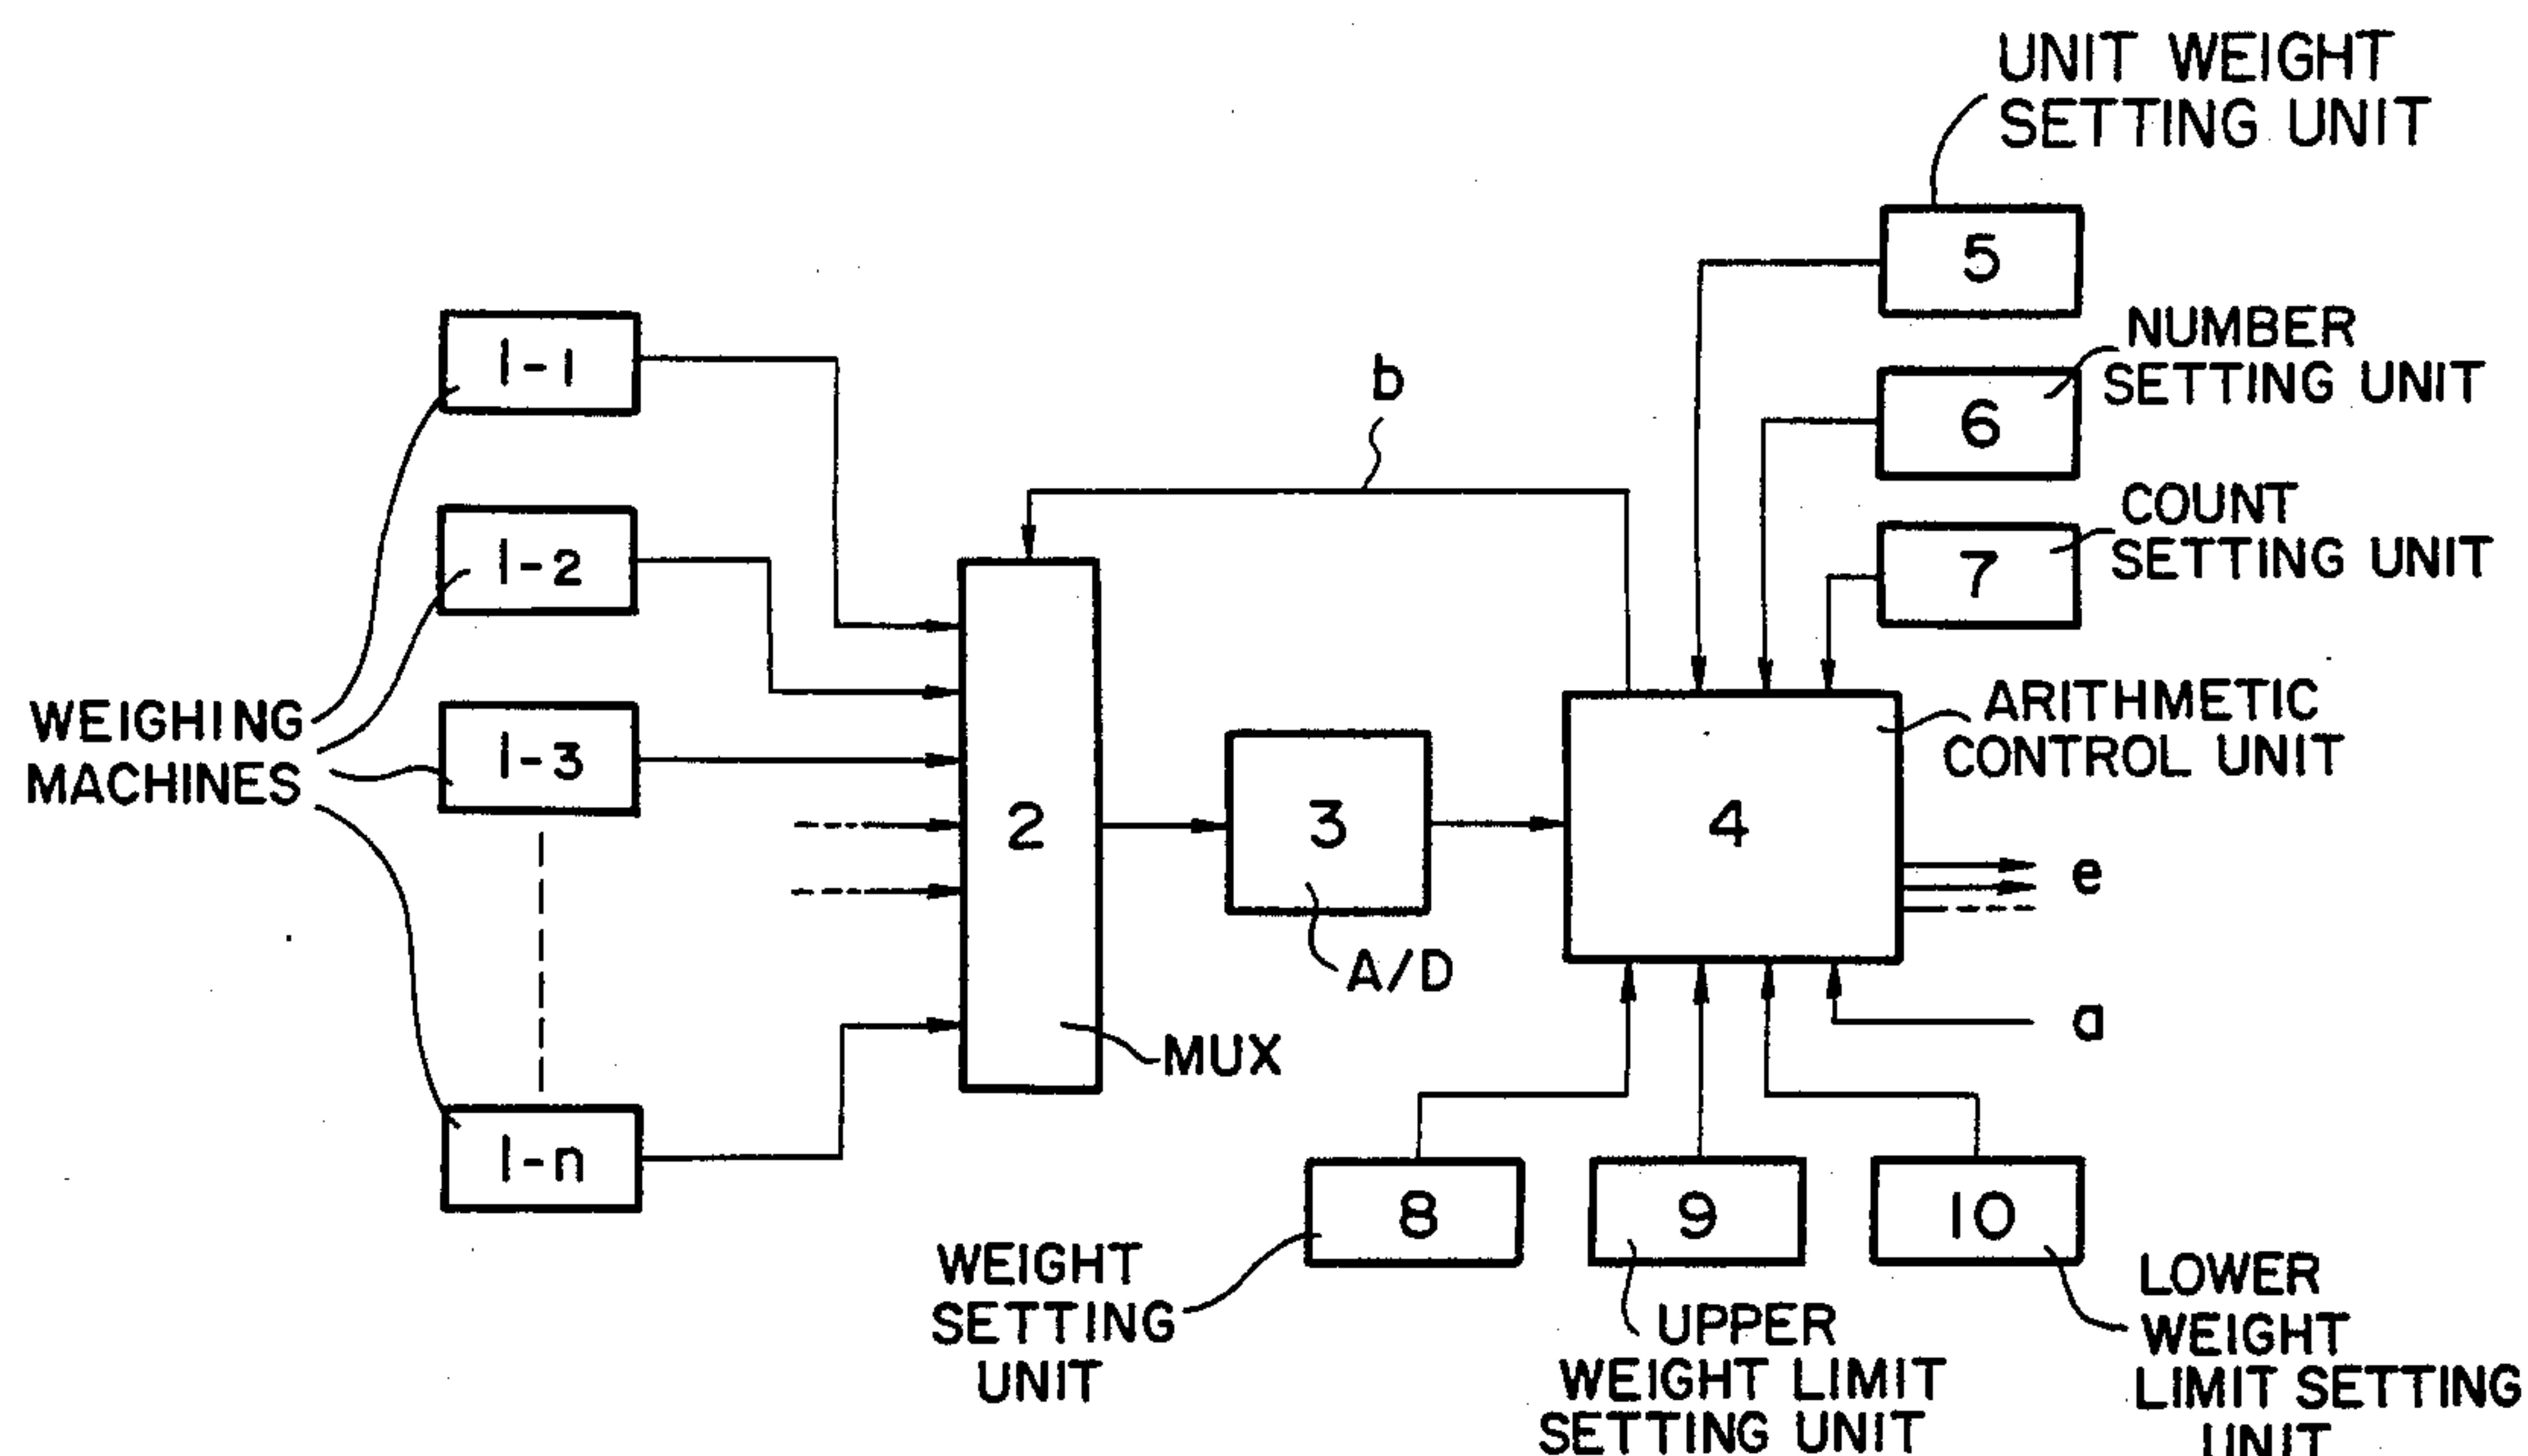 UNIT WEIGHT
SETTING UNIT
5
NUMBER
SETTING UNIT
6
COUNT
SETTING UNIT
7
1-1
1-2
1-3
1-n
WEIGHING
MACHINES
b
2
MUX
3
A/D
4
ARITHMETIC
CONTROL UNIT
e
a
8
WEIGHT
SETTING
UNIT
9
UPPER
WEIGHT LIMIT
SETTING UNIT
10
LOWER
WEIGHT
LIMIT SETTING
UNIT